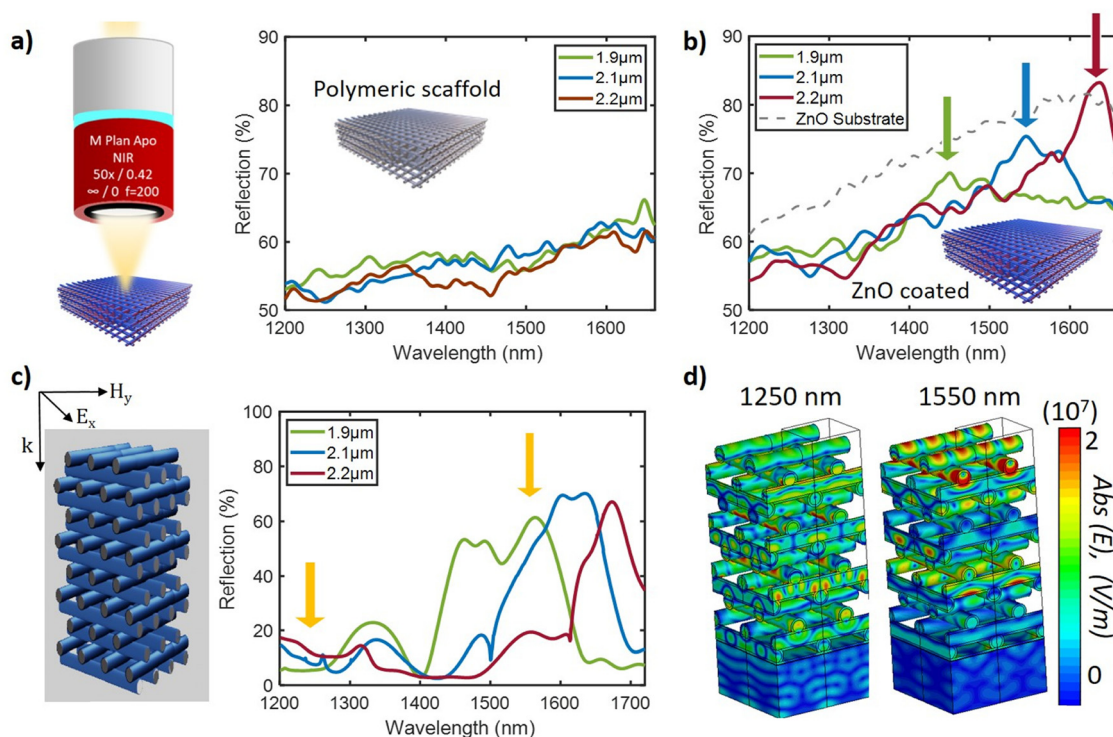 a)
M Plan Apo
NIR
50x / 0.42
∞ / 0 f=200
90
80
70
60
50
Reflection (%)
1200 1300 1400 1500 1600
Wavelength (nm)
Polymeric scaffold
1.9µm
2.1µm
2.2µm
b)
90
80
70
60
50
Reflection (%)
1200 1300 1400 1500 1600
Wavelength (nm)
1.9µm
2.1µm
2.2µm
ZnO Substrate
ZnO coated
c)
H_y
E_x
k
100
80
60
40
20
0
Reflection (%)
1200 1300 1400 1500 1600 1700
Wavelength (nm)
1.9µm
2.1µm
2.2µm
d)
1250 nm
1550 nm
(10⁷)
2
0
Abs (E), (V/m)